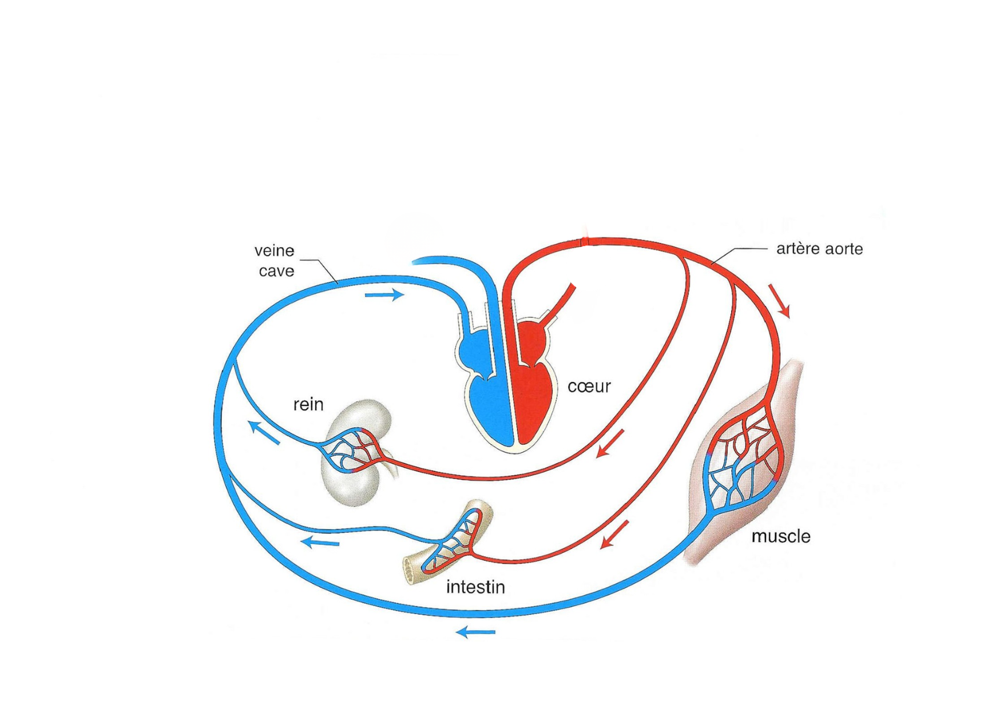 veine
cave
artère aorte
cœur
rein
muscle
intestin